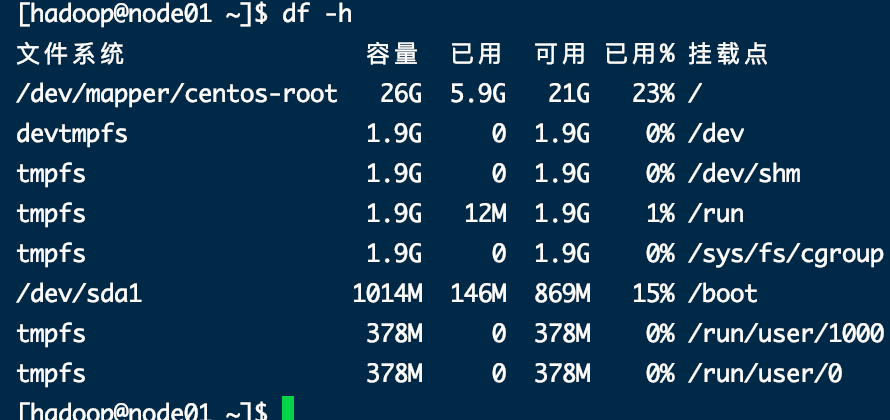 [hadoop@node01 ~]$ df -h
文件系统 容量 已用 可用 已用% 挂载点
/dev/mapper/centos-root 26G 5.9G 21G 23% /
devtmpfs 1.9G 0 1.9G 0% /dev
tmpfs 1.9G 0 1.9G 0% /dev/shm
tmpfs 1.9G 12M 1.9G 1% /run
tmpfs 1.9G 0 1.9G 0% /sys/fs/cgroup
/dev/sda1 1014M 146M 869M 15% /boot
tmpfs 378M 0 378M 0% /run/user/1000
tmpfs 378M 0 378M 0% /run/user/0
[hadoop@node01 ~]$